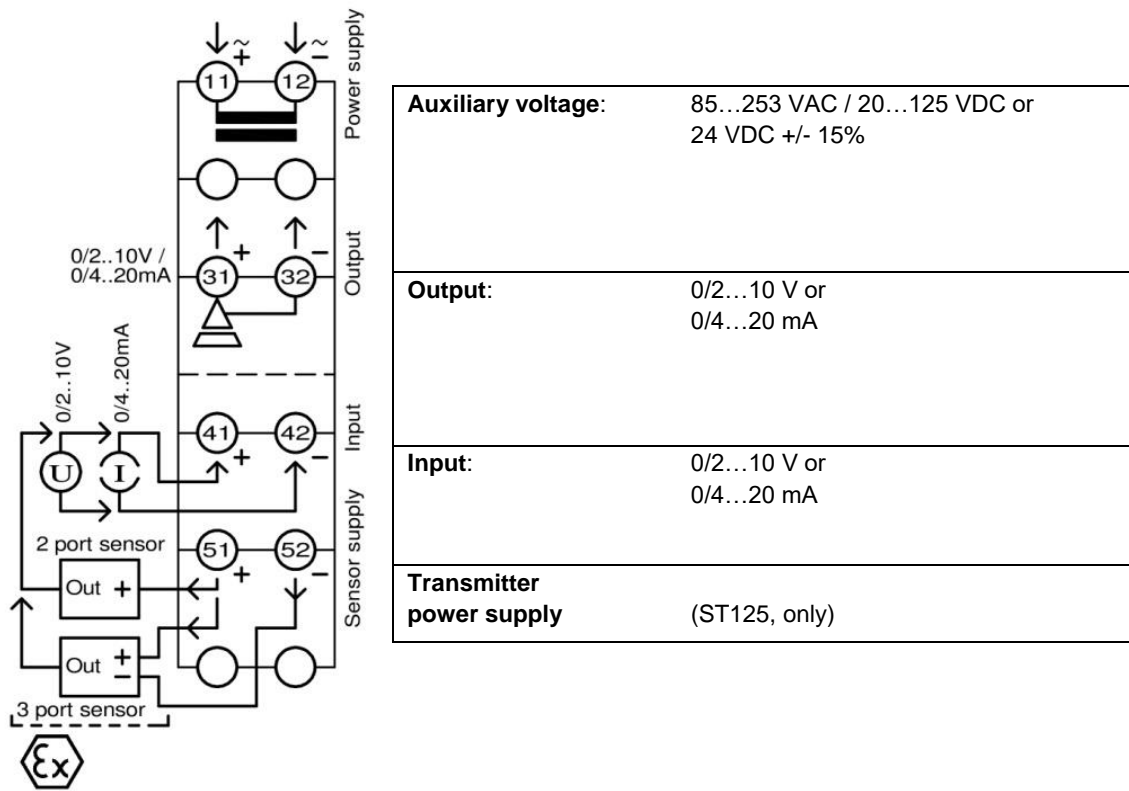 Power supply
~ ~
+ −
11 12
Output
+ −
0/2..10V /
0/4..20mA
31 32
0/2..10V
0/4..20mA
Input
41 42
+ −
U I
Sensor supply
2 port sensor
51 52
+ −
Out +
Out +
−
3 port sensor
Ex
Auxiliary voltage: 85…253 VAC / 20…125 VDC or
24 VDC +/- 15%
Output: 0/2…10 V or
0/4…20 mA
Input: 0/2…10 V or
0/4…20 mA
Transmitter
power supply (ST125, only)